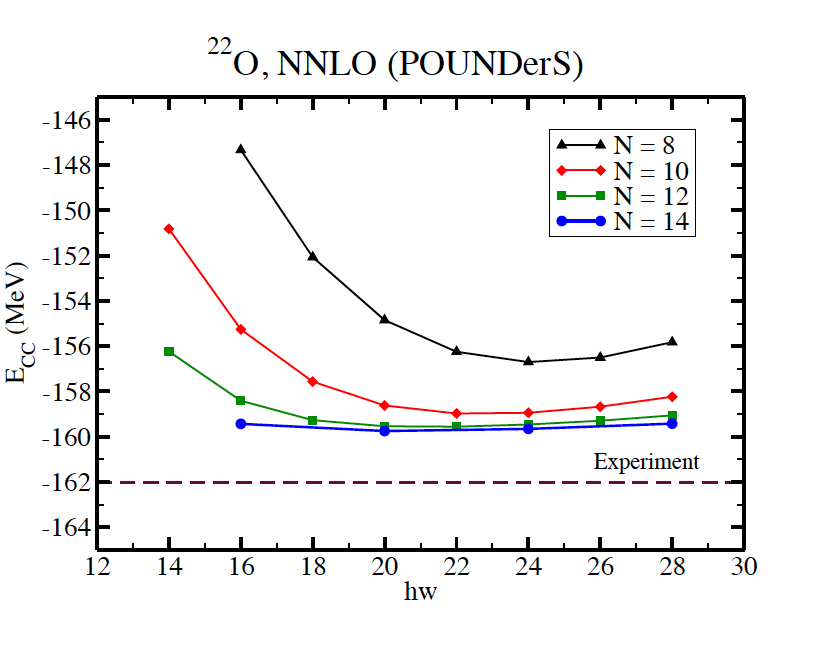 ²²O, NNLO (POUNDerS)
-146
-148
-150
-152
-154
-156
-158
-160
-162
-164
E_CC (MeV)
N = 8
N = 10
N = 12
N = 14
Experiment
12 14 16 18 20 22 24 26 28 30
hw